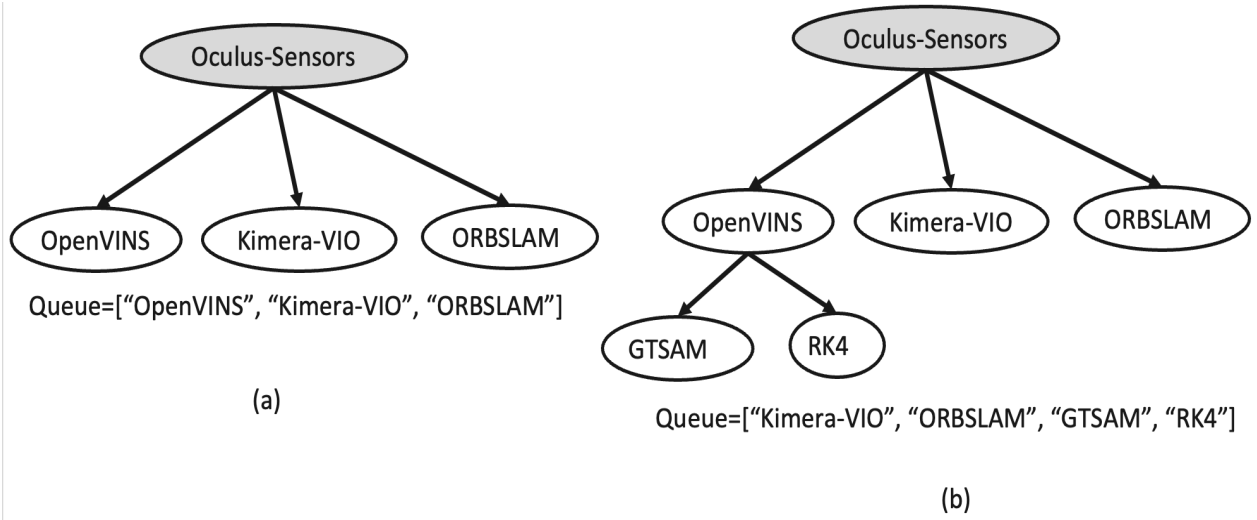 Oculus-Sensors
OpenVINS
Kimera-VIO
ORBSLAM
Queue=[“OpenVINS”, “Kimera-VIO”, “ORBSLAM”]
(a)
Oculus-Sensors
OpenVINS
Kimera-VIO
ORBSLAM
GTSAM
RK4
Queue=[“Kimera-VIO”, “ORBSLAM”, “GTSAM”, “RK4”]
(b)